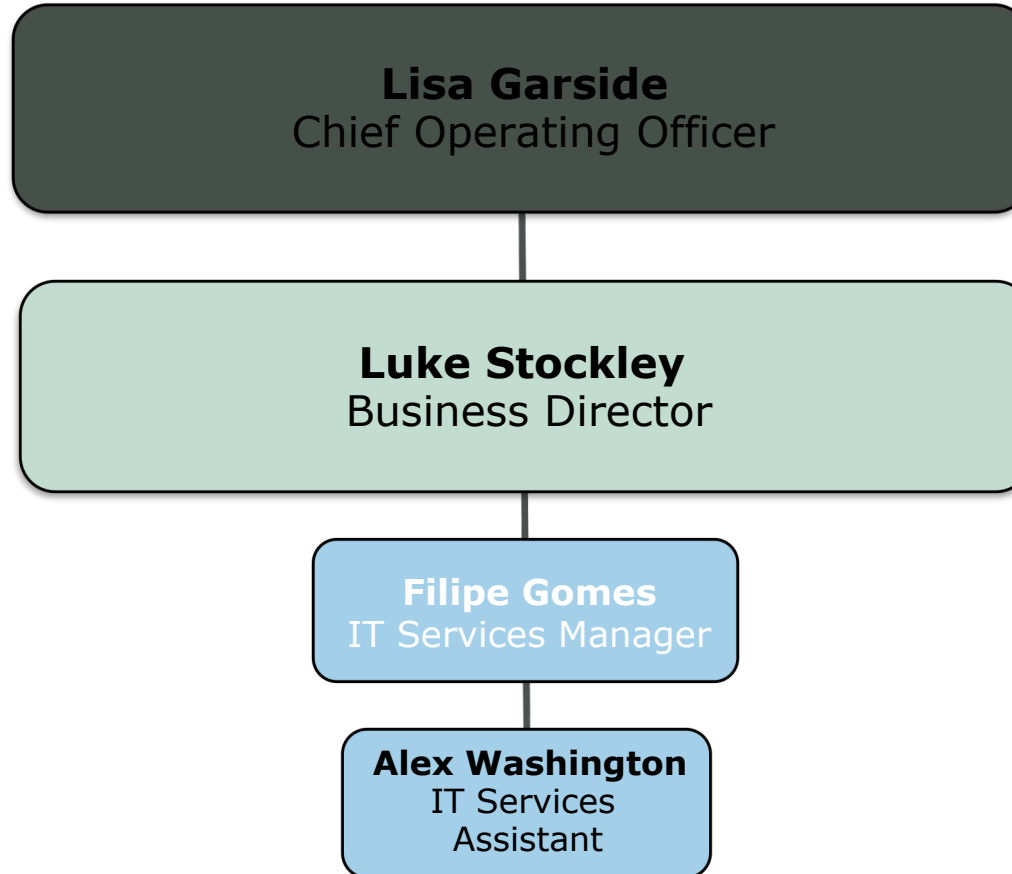 Lisa Garside
Chief Operating Officer
Luke Stockley
Business Director
Filipe Gomes
IT Services Manager
Alex Washington
IT Services
Assistant